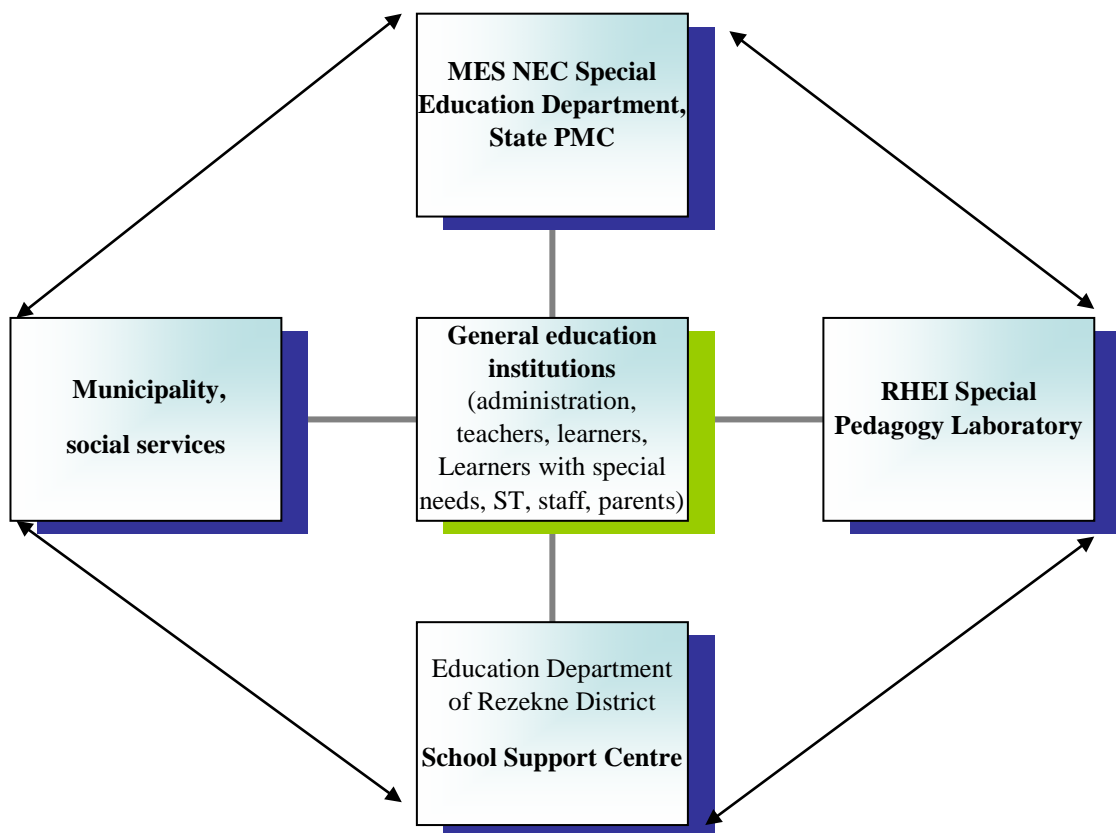 MES NEC Special
Education Department,
State PMC
Municipality,
social services
General education
institutions
(administration,
teachers, learners,
Learners with special
needs, ST, staff, parents)
RHEI Special
Pedagogy Laboratory
Education Department
of Rezekne District
School Support Centre